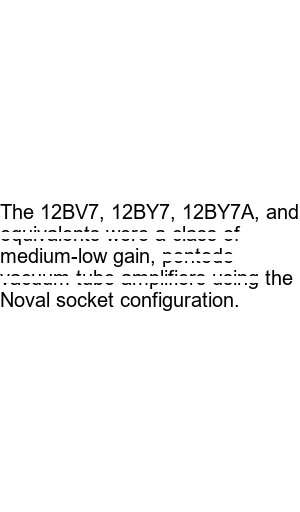 The 12BV7, 12BY7, 12BY7A, and
equivalents were a class of
medium-low gain, pentode
vacuum tube amplifiers using the
Noval socket configuration.